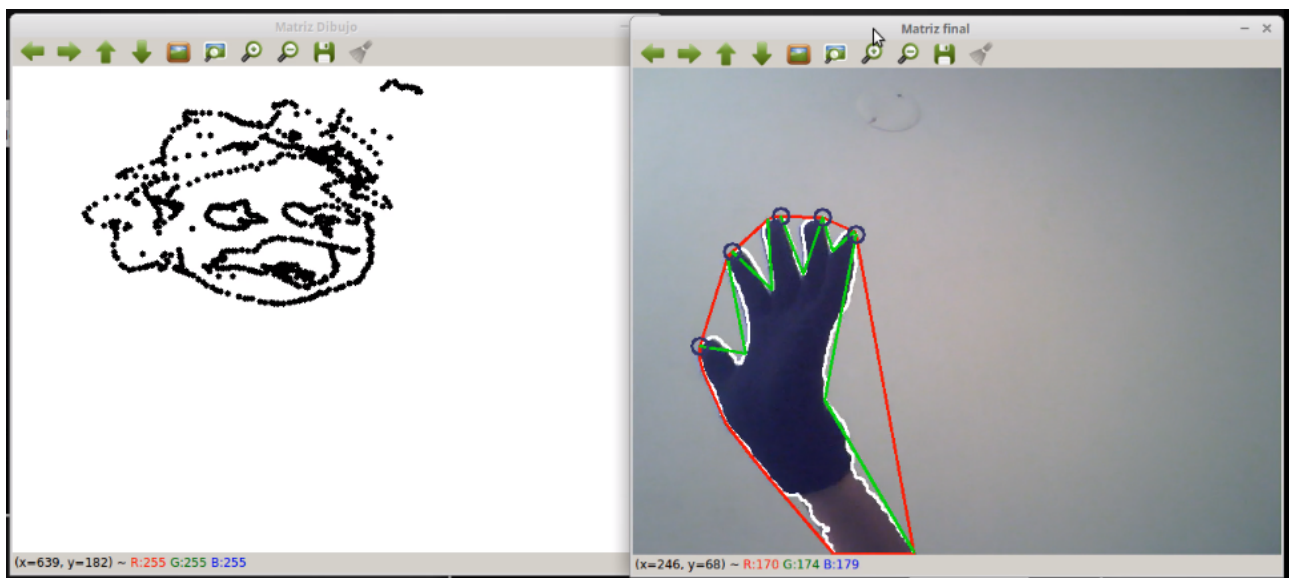 Matriz Dibujo
(x=639, y=182) ~ R:255 G:255 B:255
Matriz final
(x=246, y=68) ~ R:170 G:174 B:179